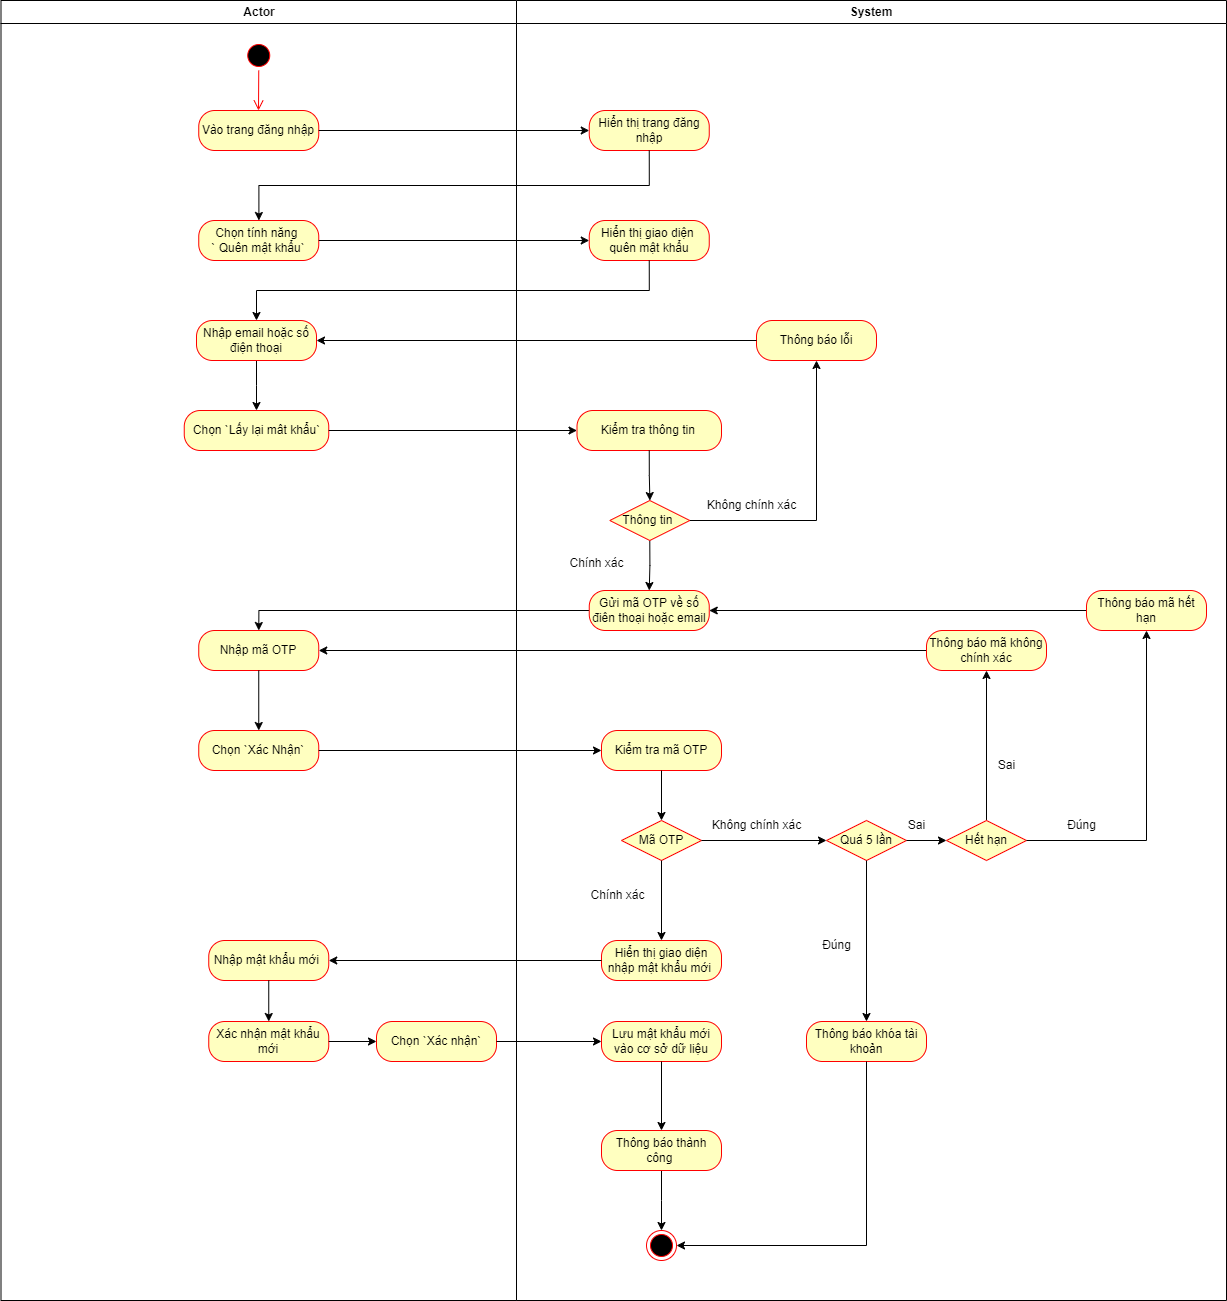 Actor
System
Vào trang đăng nhập
Hiển thị trang đăng
nhập
Chọn tính năng
` Quên mật khẩu`
Hiển thị giao diện
quên mật khẩu
Nhập email hoặc số
điện thoại
Thông báo lỗi
Chọn `Lấy lại mât khẩu`
Kiểm tra thông tin
Không chính xác
Thông tin
Chính xác
Gửi mã OTP về số
điên thoại hoặc email
Thông báo mã hết
hạn
Nhập mã OTP
Thông báo mã không
chính xác
Chọn `Xác Nhận`
Kiểm tra mã OTP
Sai
Mã OTP
Không chính xác
Quá 5 lần
Sai
Hết hạn
Đúng
Chính xác
Đúng
Nhập mật khẩu mới
Hiển thị giao diện
nhập mật khẩu mới
Xác nhận mật khẩu
mới
Chọn `Xác nhận`
Lưu mật khẩu mới
vào cơ sở dữ liệu
Thông báo khóa tài
khoản
Thông báo thành
công